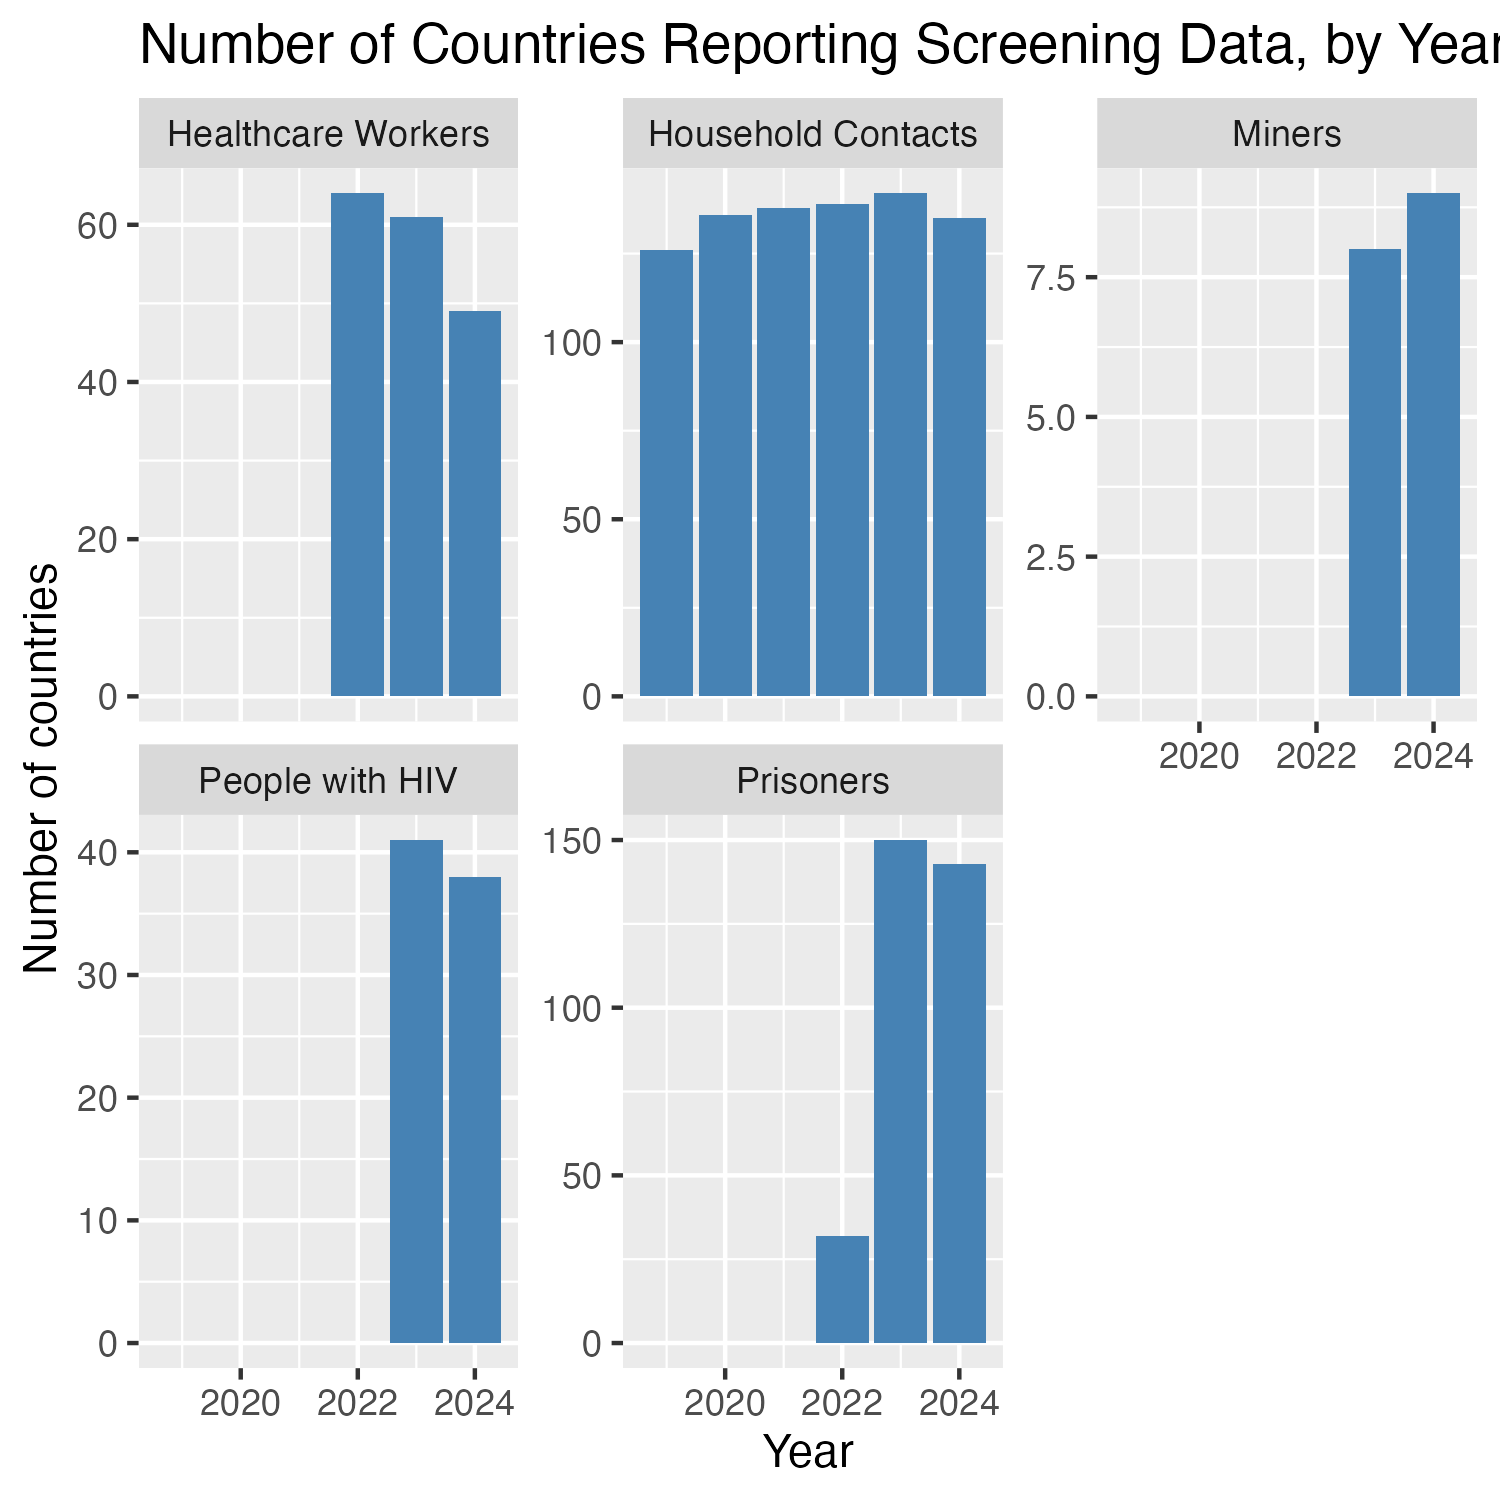 Number of Countries Reporting Screening Data, by Year
Healthcare Workers
Household Contacts
Miners
60
40
20
0
100
50
0
7.5
5.0
2.5
0.0
2020 2022 2024
People with HIV
Prisoners
40
30
20
10
0
150
100
50
0
2020 2022 2024
2020 2022 2024
Number of countries
Year